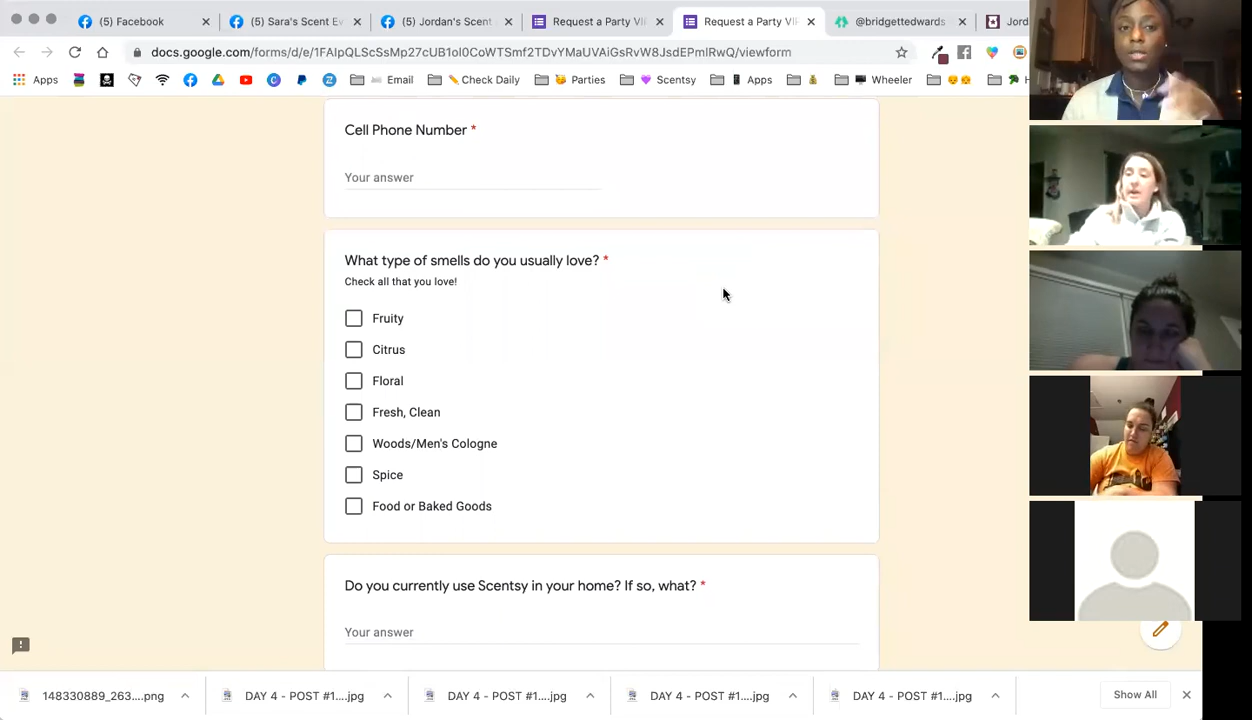 (5) Facebook
(5) Sara's Scent Ev
(5) Jordan's Scent
Request a Party VI
Request a Party VI
@bridgettedwards
Jord
docs.google.com/forms/d/e/1FAIpQLScSsMp27cUB1ol0CoWTSmf2TDvYMaUVAiGsRvW8JsdEPmlRwQ/viewform
Apps
Email
Check Daily
Parties
Scentsy
Apps
Wheeler
H
Cell Phone Number *
Your answer
What type of smells do you usually love? *
Check all that you love!
Fruity
Citrus
Floral
Fresh, Clean
Woods/Men's Cologne
Spice
Food or Baked Goods
Do you currently use Scentsy in your home? If so, what? *
Your answer
148330889_263....png
DAY 4 - POST #1....jpg
DAY 4 - POST #1....jpg
DAY 4 - POST #1....jpg
DAY 4 - POST #1....jpg
Show All